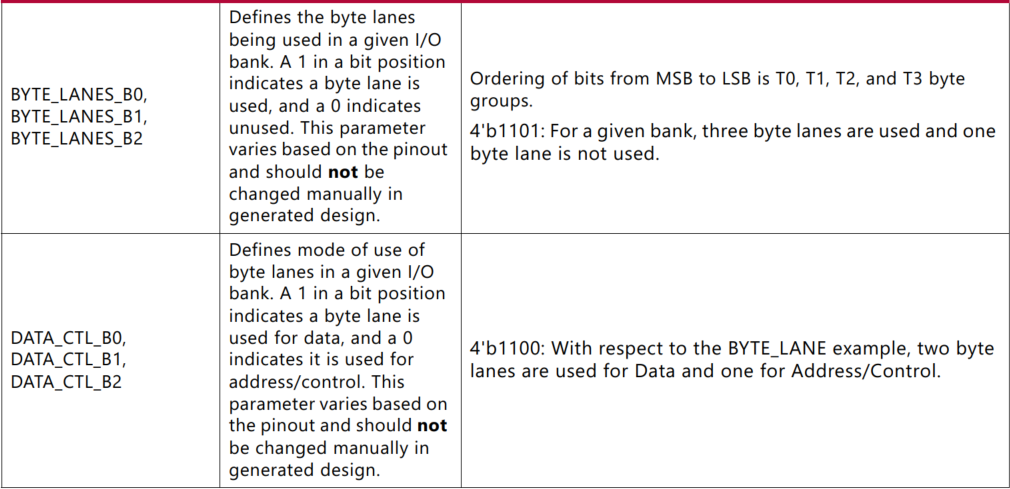 BYTE_LANES_B0,
BYTE_LANES_B1,
BYTE_LANES_B2
Defines the byte lanes
being used in a given I/O
bank. A 1 in a bit position
indicates a byte lane is
used, and a 0 indicates
unused. This parameter
varies based on the pinout
and should not be
changed manually in
generated design.
Ordering of bits from MSB to LSB is T0, T1, T2, and T3 byte
groups.
4'b1101: For a given bank, three byte lanes are used and one
byte lane is not used.
DATA_CTL_B0,
DATA_CTL_B1,
DATA_CTL_B2
Defines mode of use of
byte lanes in a given I/O
bank. A 1 in a bit position
indicates a byte lane is
used for data, and a 0
indicates it is used for
address/control. This
parameter varies based on
the pinout and should not
be changed manually in
generated design.
4'b1100: With respect to the BYTE_LANE example, two byte
lanes are used for Data and one for Address/Control.